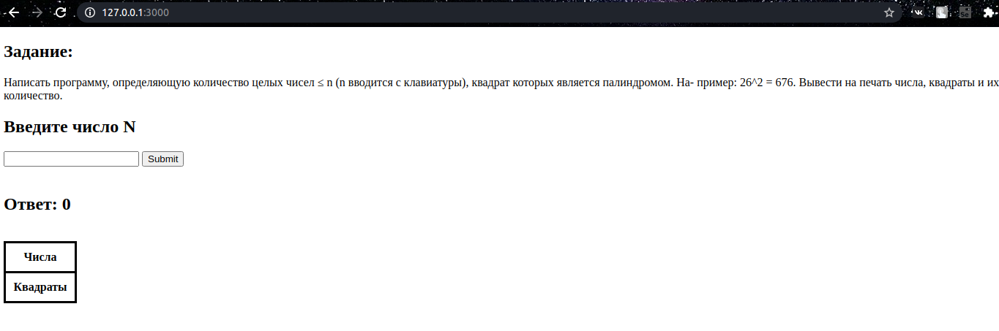 127.0.0.1:3000
Задание:
Написать программу, определяющую количество целых чисел ≤ n (n вводится с клавиатуры), квадрат которых является палиндромом. На- пример: 26^2 = 676. Вывести на печать числа, квадраты и их
количество.
Введите число N
Submit
Ответ: 0
Числа
Квадраты